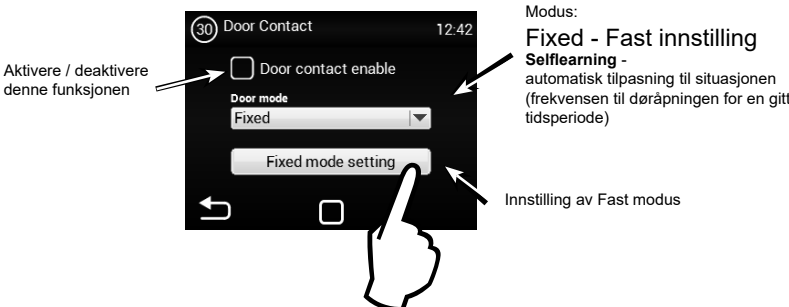 Aktivere / deaktivere
denne funksjonen
30 Door Contact 12:42
Door contact enable
Door mode
Fixed
Fixed mode setting
Modus:
Fixed - Fast innstilling
Selflearning -
automatisk tilpasning til situasjonen
(frekvensen til døråpningen for en gitt
tidsperiode)
Innstilling av Fast modus